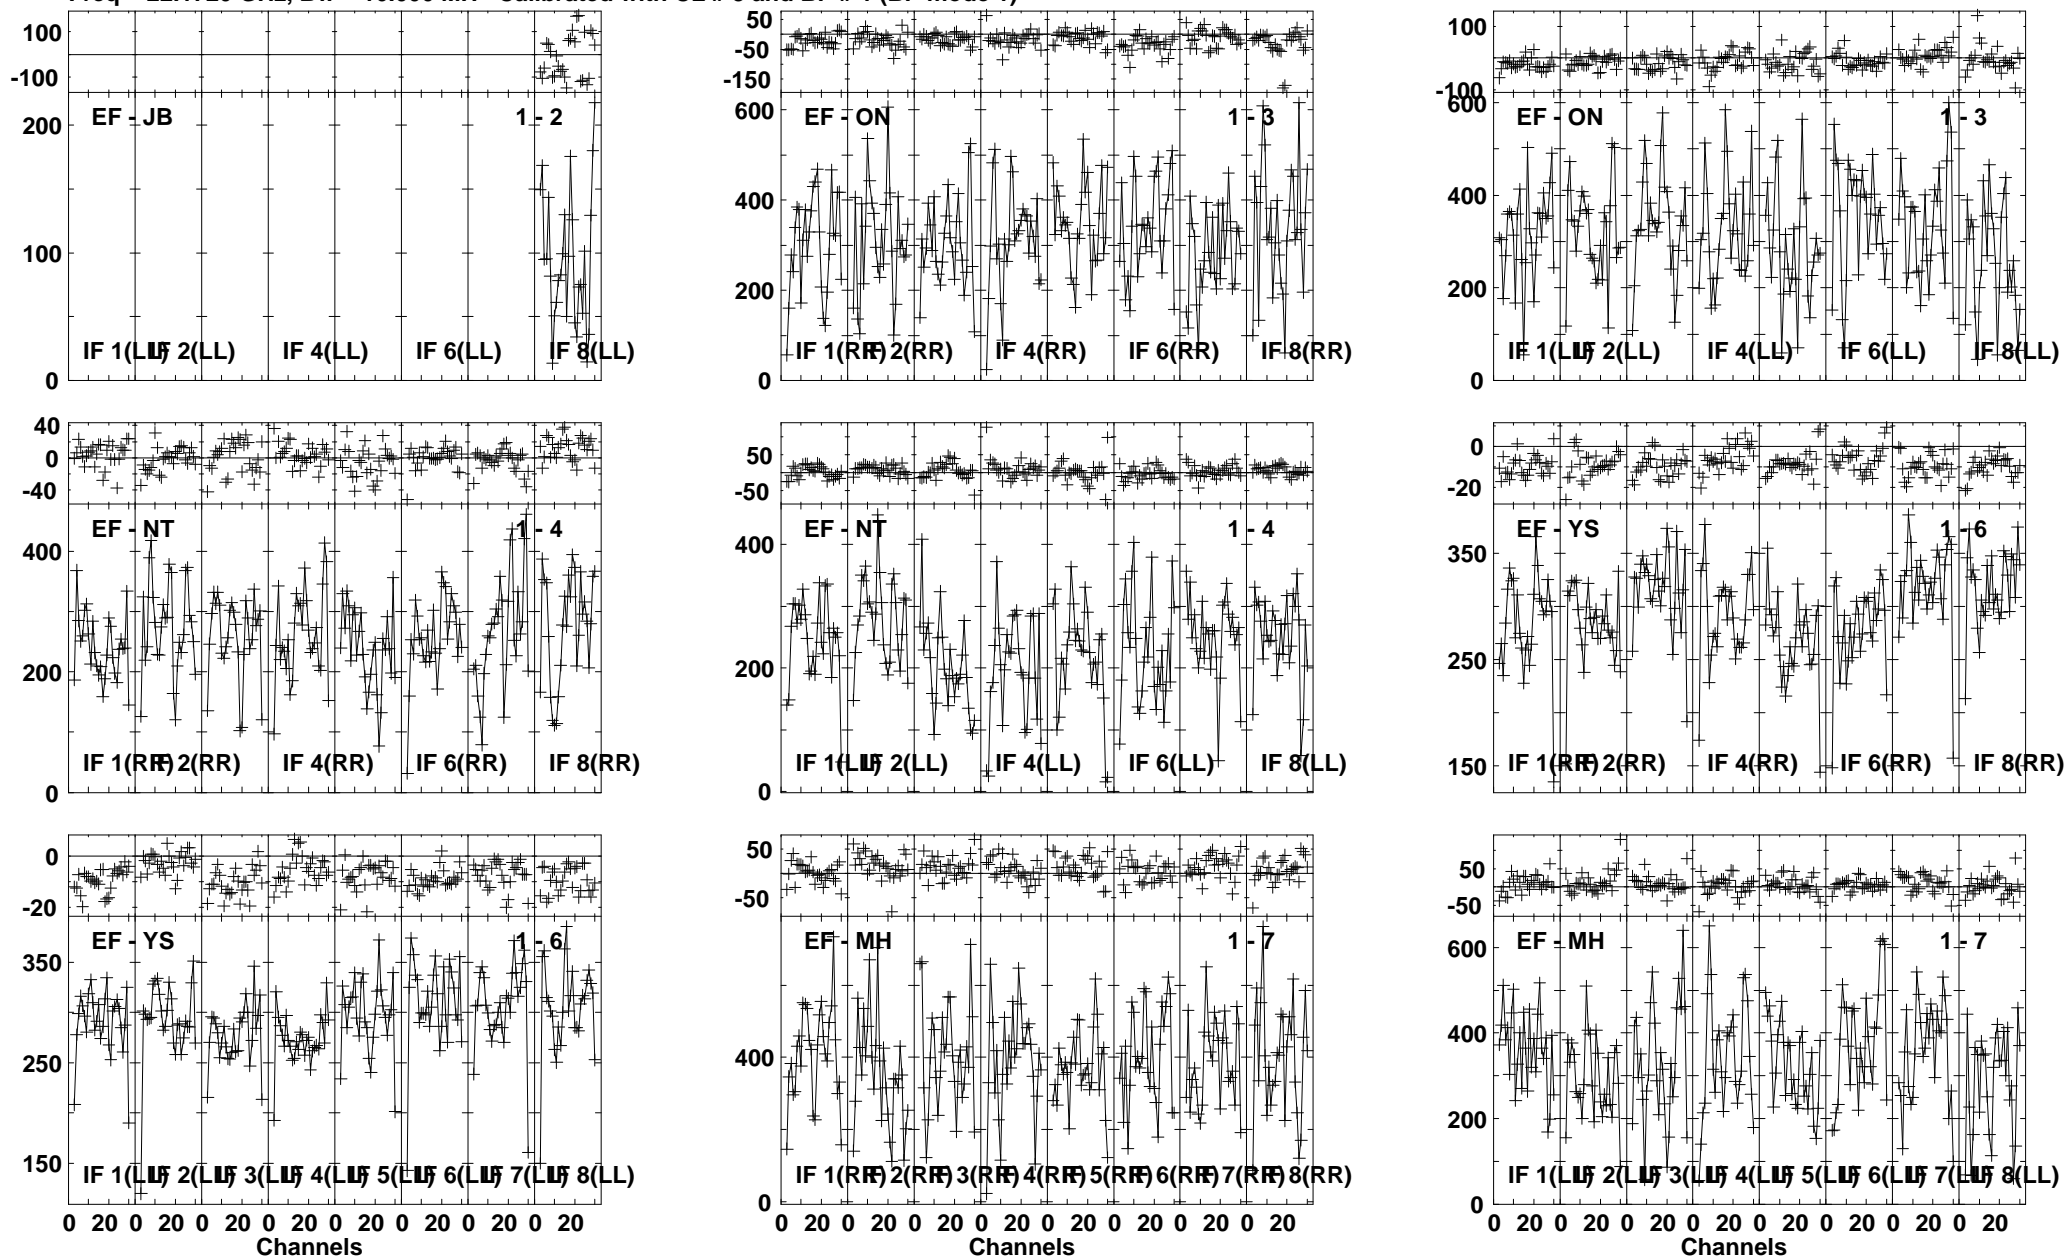 Freq = GHz, Bw = MH Calibrated with CL # and BP # (BP mode 1)
100
-100
200
100
0
EF - JB 1 - 2
IF 1(LL) IF 2(LL) IF 4(LL) IF 6(LL) IF 8(LL)
50
-50
-150
600
400
200
0
EF - ON 1 - 3
IF 1(RR) IF 2(RR) IF 4(RR) IF 6(RR) IF 8(RR)
100
-100
600
400
200
0
EF - ON 1 - 3
IF 1(LL) IF 2(LL) IF 4(LL) IF 6(LL) IF 8(LL)
40
0
-40
400
200
0
EF - NT 1 - 4
IF 1(RR) IF 2(RR) IF 4(RR) IF 6(RR) IF 8(RR)
50
-50
400
200
0
EF - NT 1 - 4
IF 1(LL) IF 2(LL) IF 4(LL) IF 6(LL) IF 8(LL)
0
-20
350
250
150
EF - YS 1 - 6
IF 1(RR) IF 2(RR) IF 4(RR) IF 6(RR) IF 8(RR)
0
-20
350
250
150
EF - YS 1 - 6
IF 1(LL) IF 2(LL) IF 3(LL) IF 4(LL) IF 5(LL) IF 6(LL) IF 7(LL) IF 8(LL)
0 20 0 20 0 20 0 20 0 20 0 20 0 20 0 20
Channels
50
-50
400
0
EF - MH 1 - 7
IF 1(RR) IF 2(RR) IF 3(RR) IF 4(RR) IF 5(RR) IF 6(RR) IF 7(RR) IF 8(RR)
0 20 0 20 0 20 0 20 0 20 0 20 0 20 0 20
Channels
50
-50
600
400
200
0
EF - MH 1 - 7
IF 1(LL) IF 2(LL) IF 3(LL) IF 4(LL) IF 5(LL) IF 6(LL) IF 7(LL) IF 8(LL)
0 20 0 20 0 20 0 20 0 20 0 20 0 20 0 20
Channels